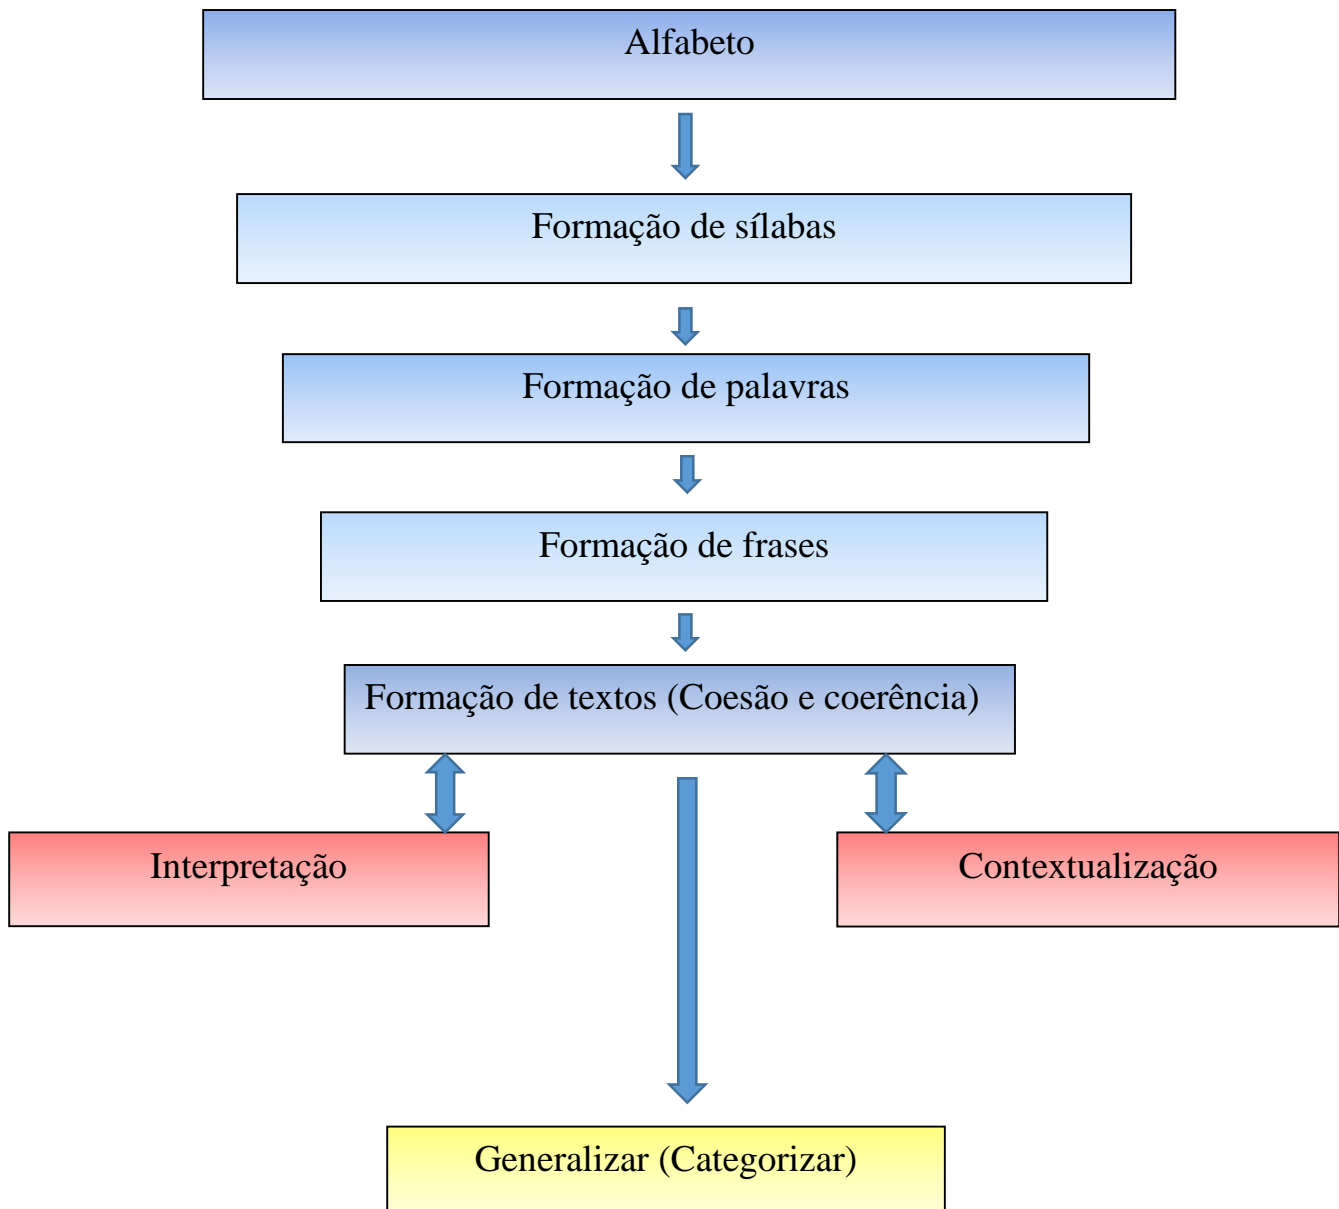 Alfabeto
Formação de sílabas
Formação de palavras
Formação de frases
Formação de textos (Coesão e coerência)
Interpretação
Contextualização
Generalizar (Categorizar)